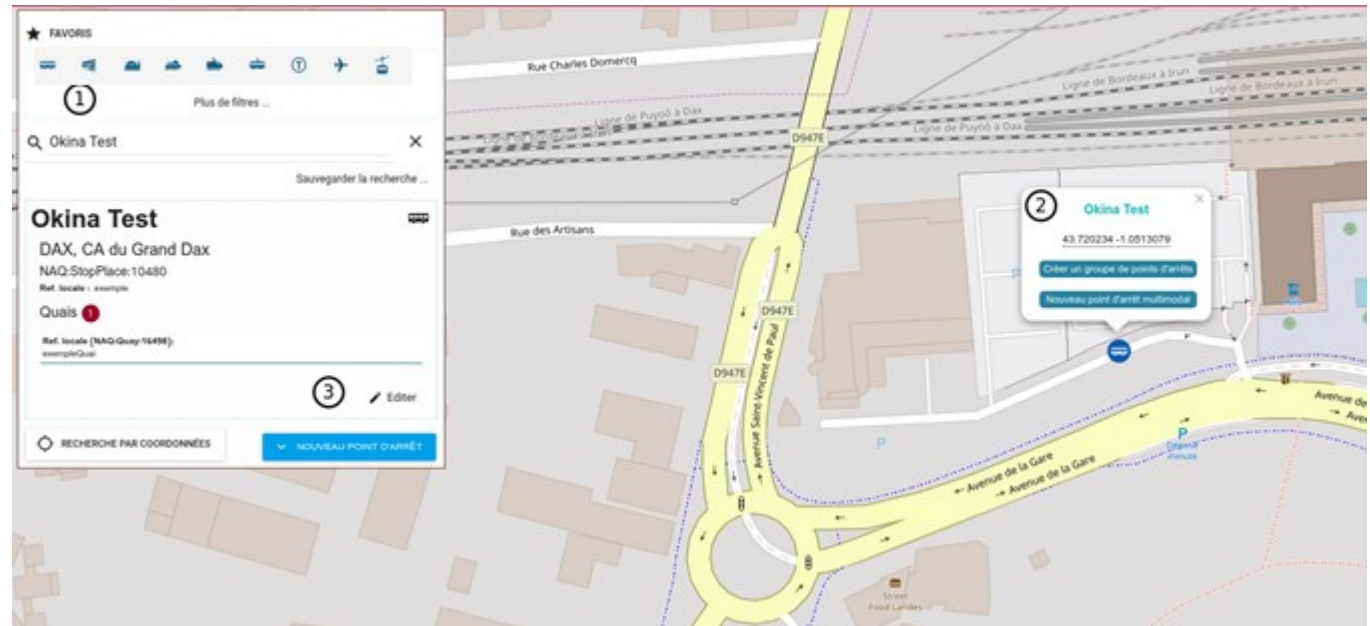 FAVORIS
T
1
Plus de filtres ...
Okina Test
Sauvegarder la recherche ...
Okina Test
DAX, CA du Grand Dax
NAQ:StopPlace:10480
Ref. locale : exemple
Quais 1
Ref. locale (NAQ:Quay:16498):
exempleQuai
3
Editer
RECHERCHE PAR COORDONNÉES
NOUVEAU POINT D'ARRÊT
Rue Charles Domercq
Ligne de Bordeaux à Irun
Ligne de Bordeaux à Irun
Ligne de Puyoô à Dax
Ligne de Puyoô à Dax
D947E
2
Okina Test
43.720234 -1.0513079
Créer un groupe de points d'arrêts
Nouveau point d'arrêt multimodal
Rue des Artisans
P
D947E
D947E
Avenue Saint-Vincent de Paul
P
P
Dépose
minute
Avenue de la Gare
Avenue de la Gare
Street
Food Landes